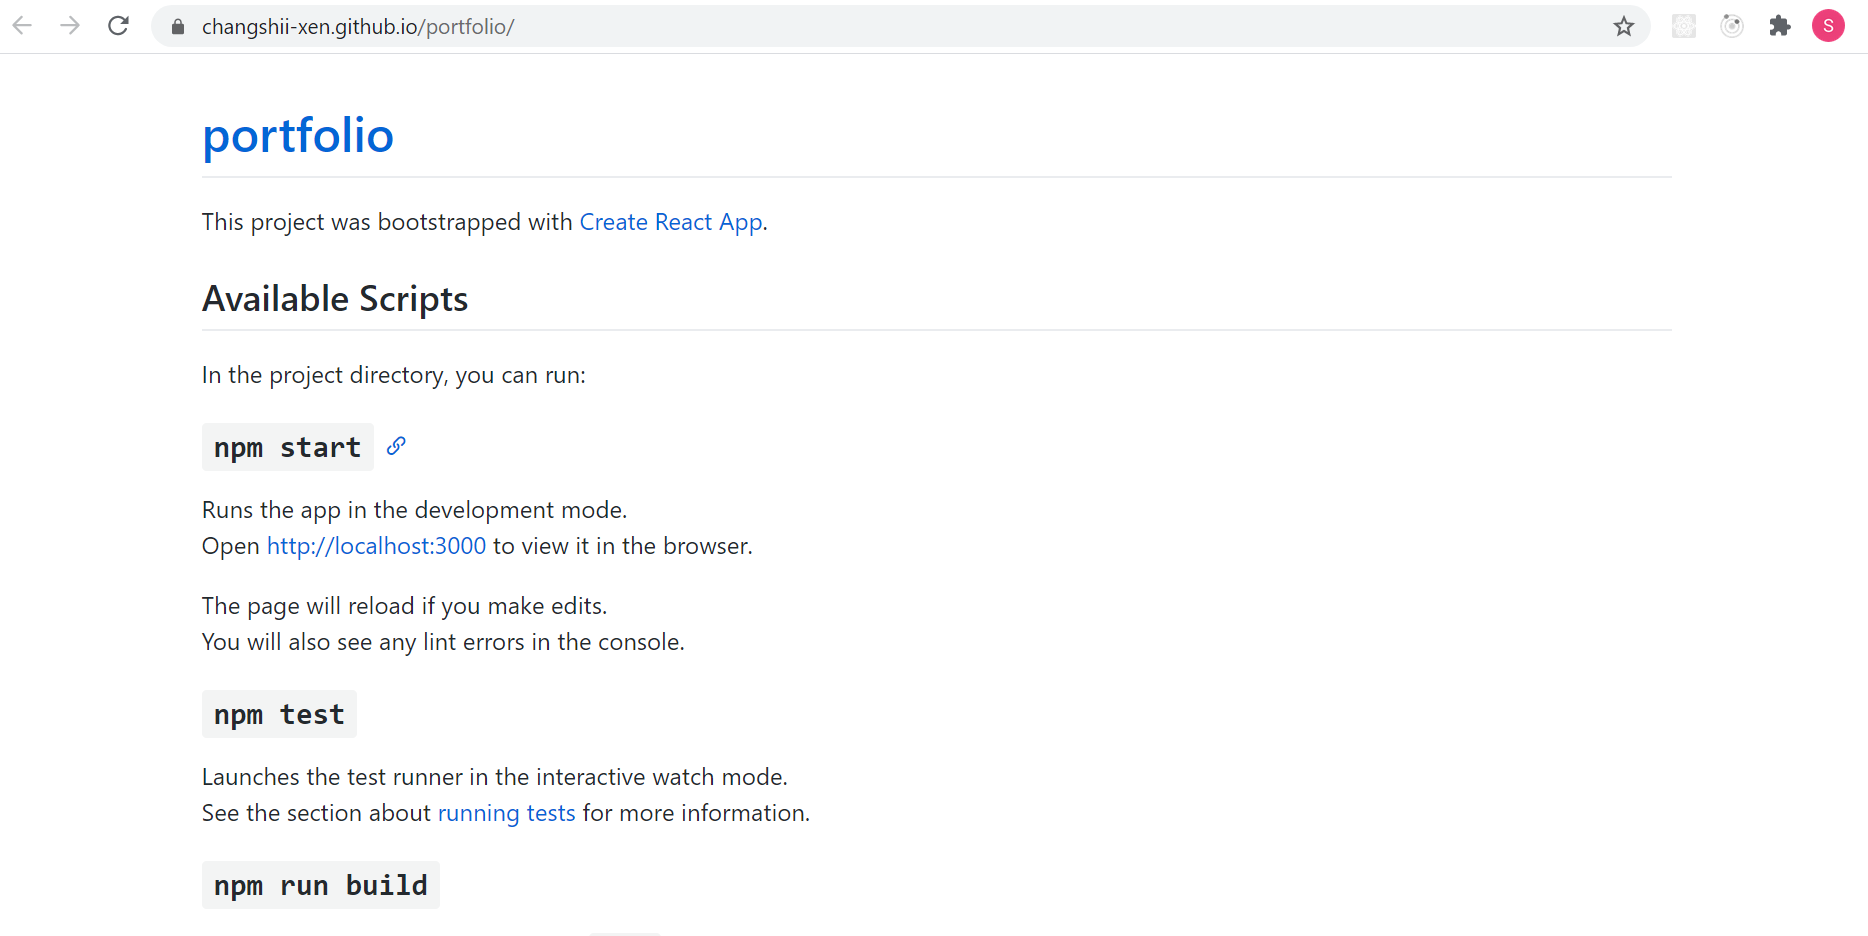 changshii-xen.github.io/portfolio/
S
portfolio
This project was bootstrapped with Create React App.
Available Scripts
In the project directory, you can run:
npm start
Runs the app in the development mode.
Open http://localhost:3000 to view it in the browser.
The page will reload if you make edits.
You will also see any lint errors in the console.
npm test
Launches the test runner in the interactive watch mode.
See the section about running tests for more information.
npm run build